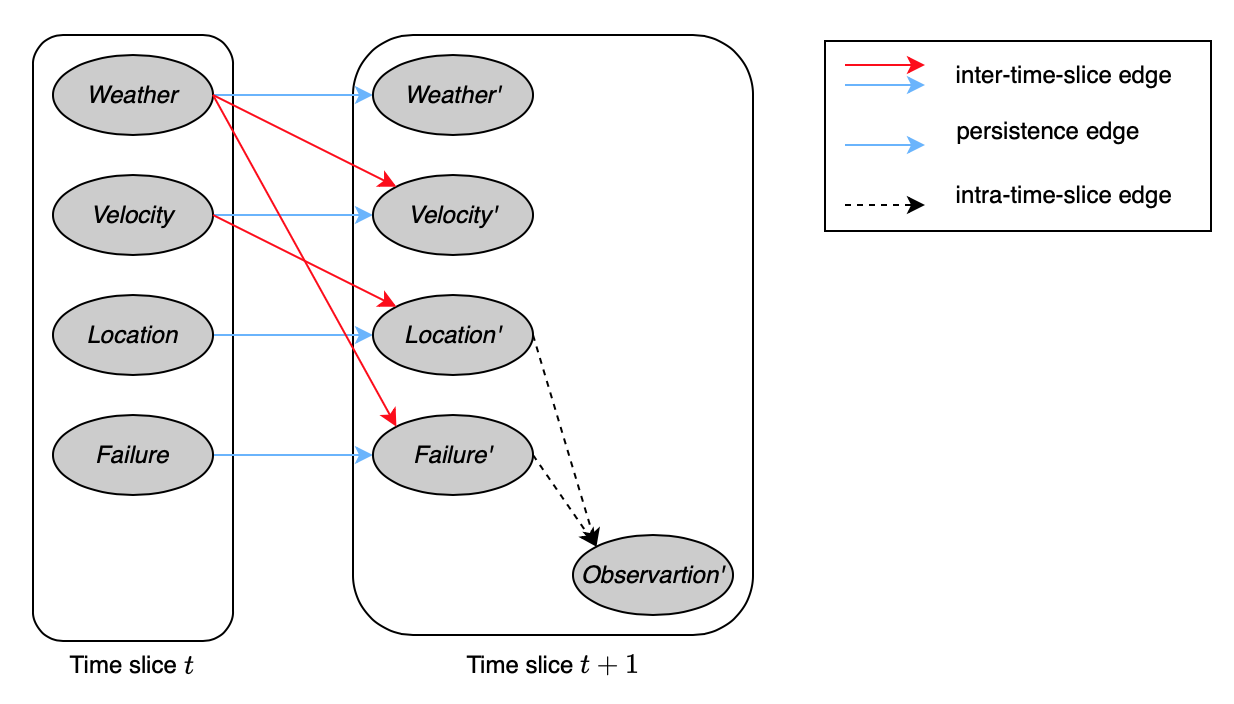 Weather
Weather'
inter-time-slice edge
persistence edge
intra-time-slice edge
Velocity
Velocity'
Location
Location'
Failure
Failure'
Observartion'
Time slice t
Time slice t + 1